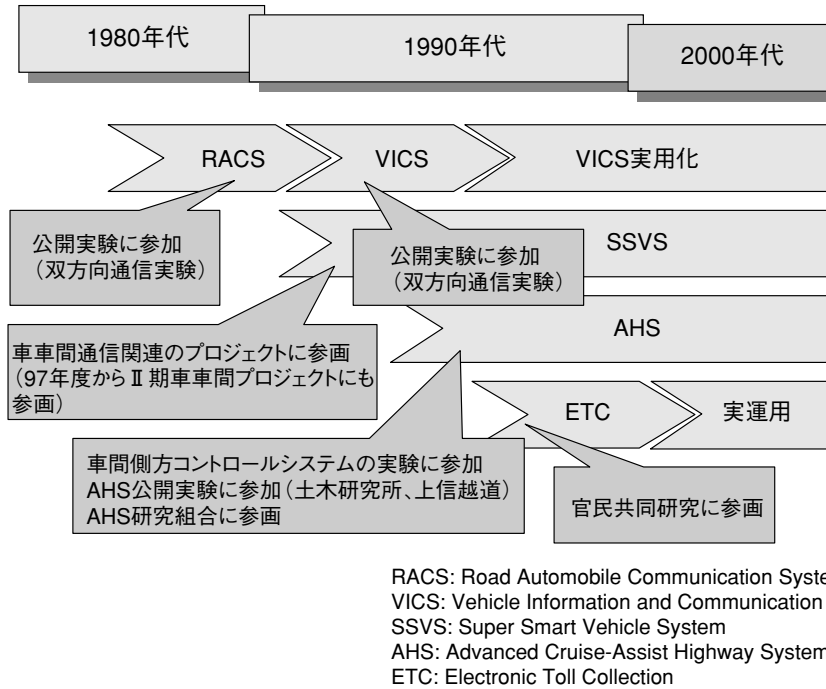 1980年代
1990年代
2000年代
RACS
VICS
VICS実用化
公開実験に参加
（双方向通信実験）
公開実験に参加
（双方向通信実験）
SSVS
AHS
車車間通信関連のプロジェクトに参画
（97年度からⅡ期車車間プロジェクトにも
参画）
ETC
実運用
車間側方コントロールシステムの実験に参加
AHS公開実験に参加（土木研究所、上信越道）
AHS研究組合に参画
官民共同研究に参画
RACS: Road Automobile Communication Syste
VICS: Vehicle Information and Communication
SSVS: Super Smart Vehicle System
AHS: Advanced Cruise-Assist Highway System
ETC: Electronic Toll Collection